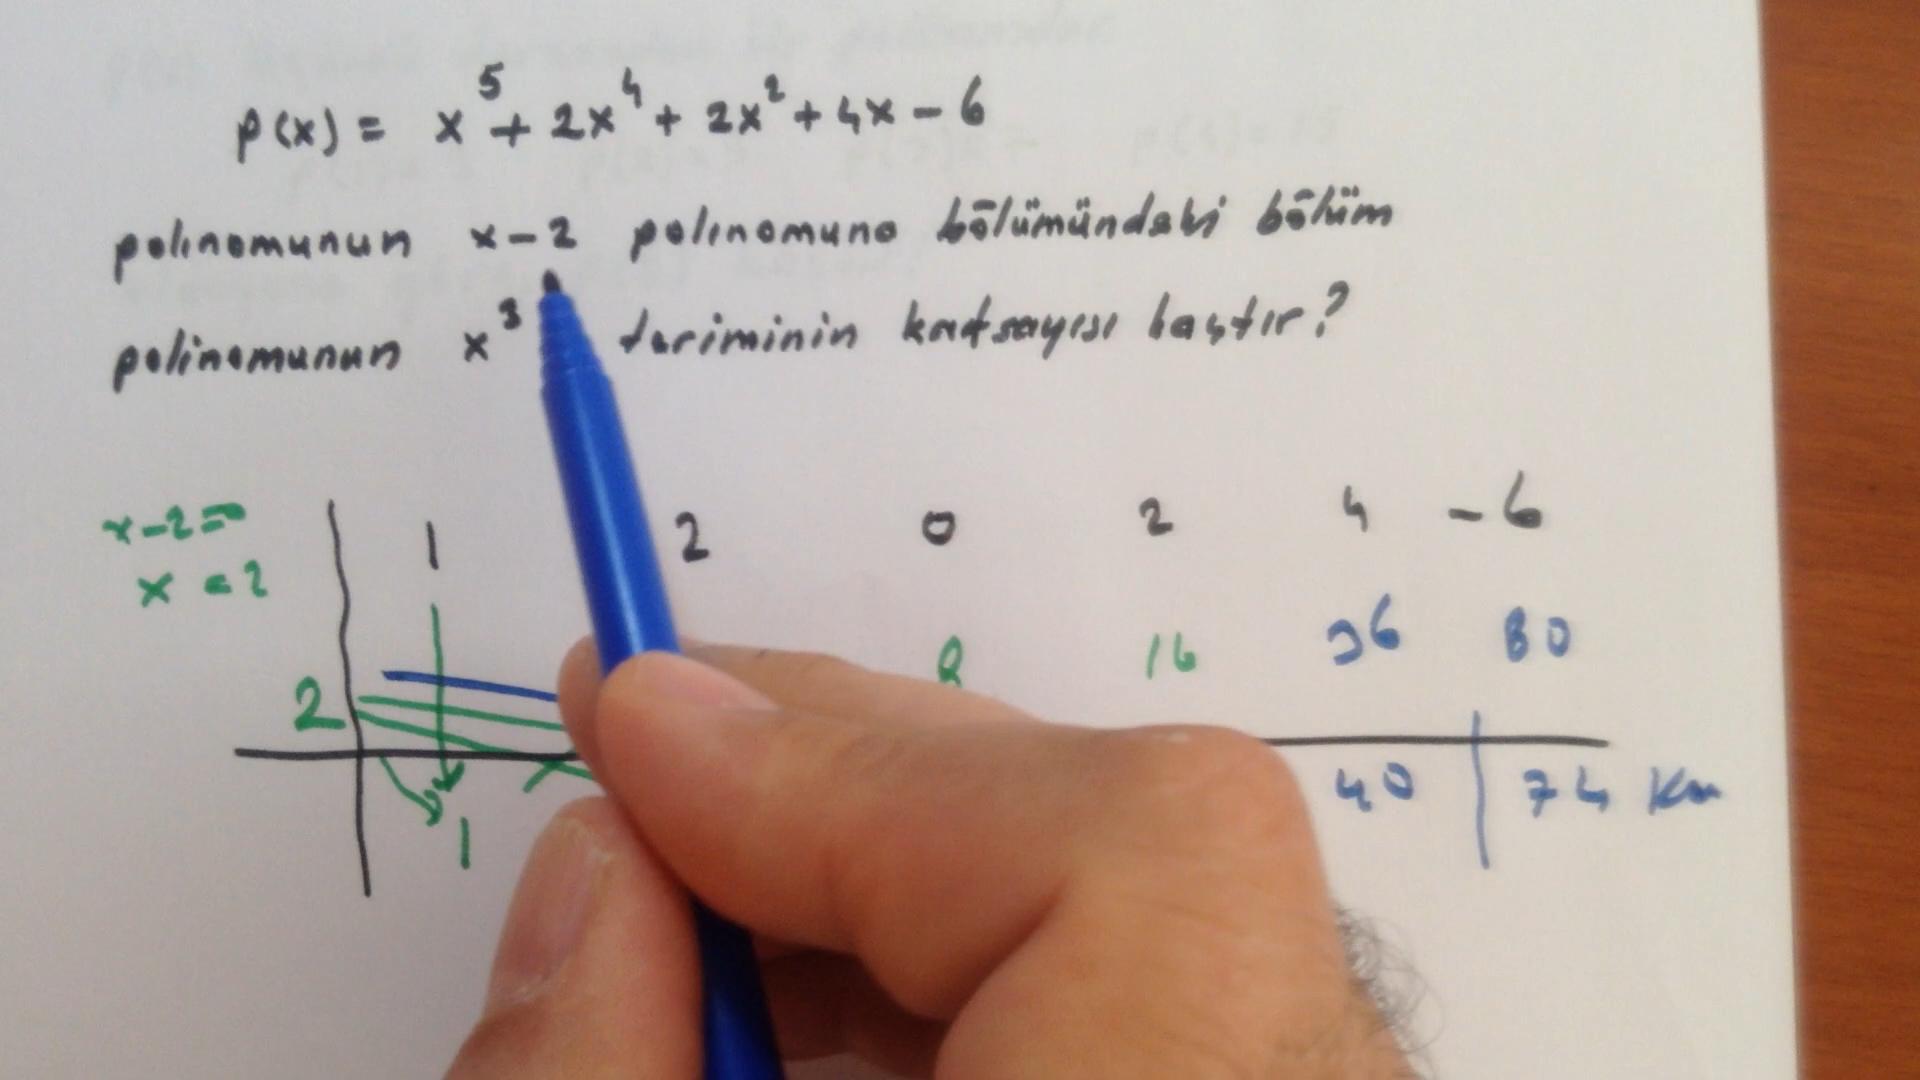 p(x) = x⁵ + 2x⁴ + 2x² + 4x - 6
polinomunun x-2 polinomuna bölümündeki bölüm
polinomunun x³ teriminin katsayısı kaçtır?
x-2=0
x=2
1 2 0 2 4 -6
8 16 36 80
2
1 40 74